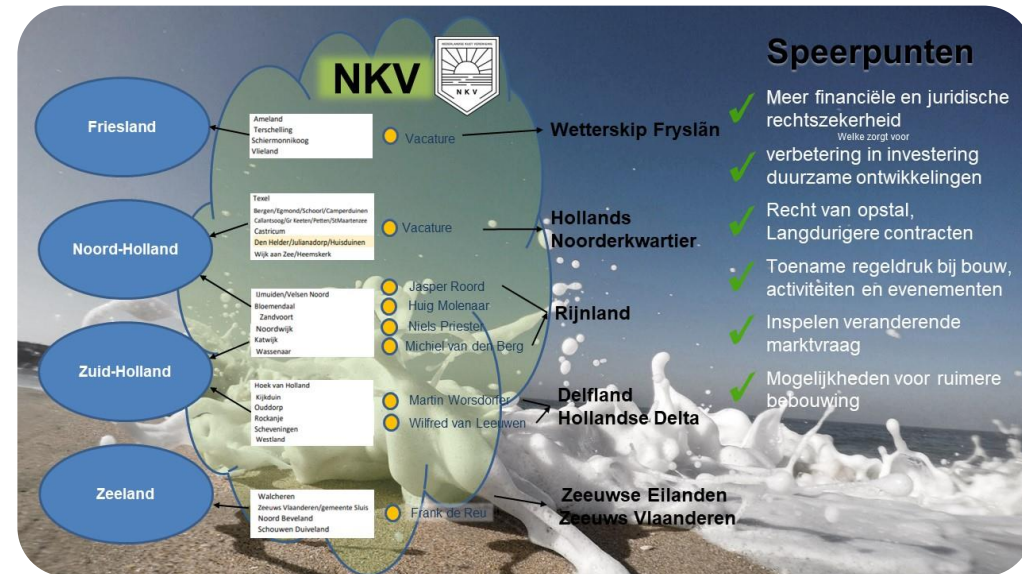 NKV
NEDERLANDSE KUST VERENIGING
NKV
Friesland
Noord-Holland
Zuid-Holland
Zeeland
Ameland
Terschelling
Schiermonnikoog
Vlieland
Vacature
Wetterskip Fryslãn
Texel
Bergen/Egmond/Schoorl/Camperduinen
Callantsoog/Gr Keeten/Petten/StMaartenzee
Castricum
Den Helder/Julianadorp/Huisduinen
Wijk aan Zee/Heemskerk
Vacature
Hollands
Noorderkwartier
IJmuiden/Velsen Noord
Bloemendaal
Zandvoort
Noordwijk
Katwijk
Wassenaar
Jasper Roord
Huig Molenaar
Niels Priester
Michiel van den Berg
Rijnland
Hoek van Holland
Kijkduin
Ouddorp
Rockanje
Scheveningen
Westland
Martin Worsdorfer
Wilfred van Leeuwen
Delfland
Hollandse Delta
Walcheren
Zeeuws Vlaanderen/gemeente Sluis
Noord Beveland
Schouwen Duiveland
Frank de Reu
Zeeuwse Eilanden
Zeeuws Vlaanderen
Speerpunten
Meer financiële en juridische
rechtszekerheid
Welke zorgt voor
verbetering in investering
duurzame ontwikkelingen
Recht van opstal,
Langdurigere contracten
Toename regeldruk bij bouw,
activiteiten en evenementen
Inspelen veranderende
marktvraag
Mogelijkheden voor ruimere
bebouwing